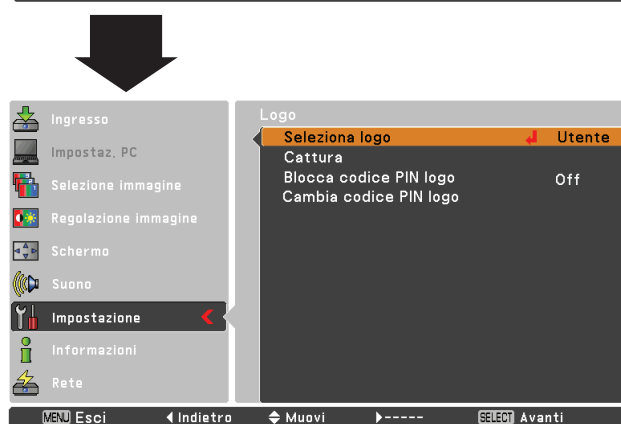 Ingresso
Impostaz. PC
Selezione immagine
Regolazione immagine
Schermo
Suono
Impostazione
Informazioni
Rete
Logo
Seleziona logo Utente
Cattura
Blocca codice PIN logo Off
Cambia codice PIN logo
MENU Esci Indietro Muovi ----- SELECT Avanti